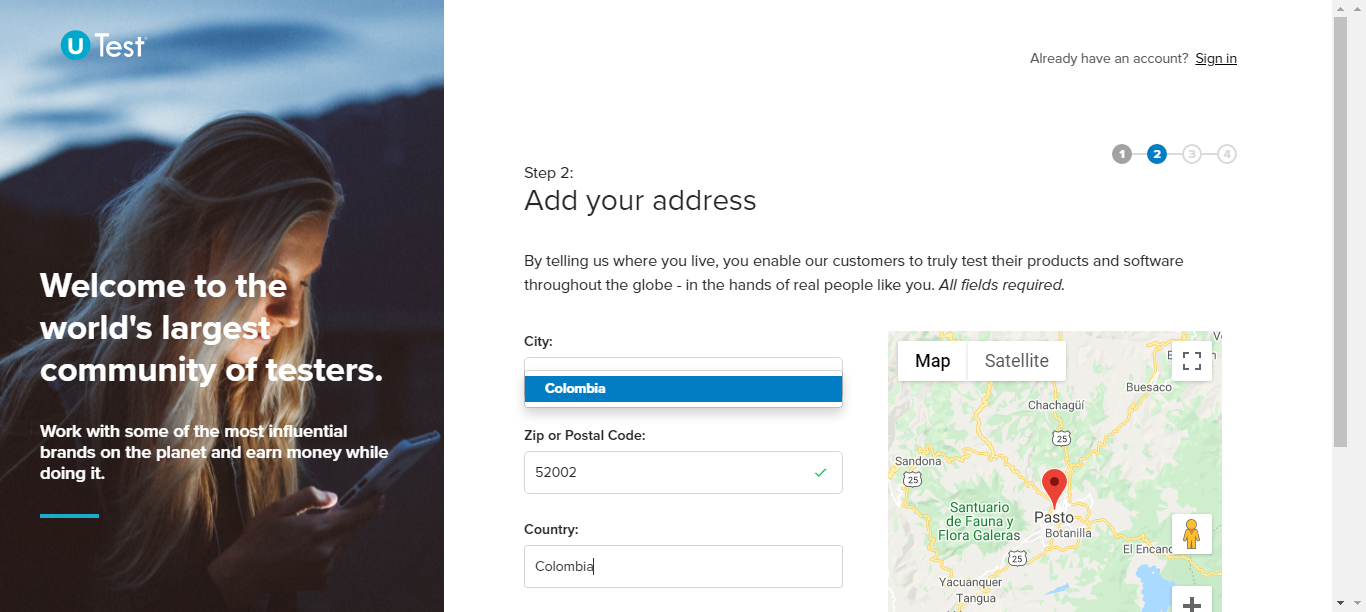 U Test
Already have an account? Sign in
1 2 3 4
Step 2:
Add your address
By telling us where you live, you enable our customers to truly test their products and software
throughout the globe - in the hands of real people like you. All fields required.
Welcome to the
world's largest
community of testers.
Work with some of the most influential
brands on the planet and earn money while
doing it.
City:
Colombia
Zip or Postal Code:
52002
Country:
Colombia
Map Satellite
Buesaco
Chachagüí
25
Sandona
25
Santuario
de Fauna y
Flora Galeras
Pasto
Botanilla
El Encano
25
Yacuanquer
Tangua